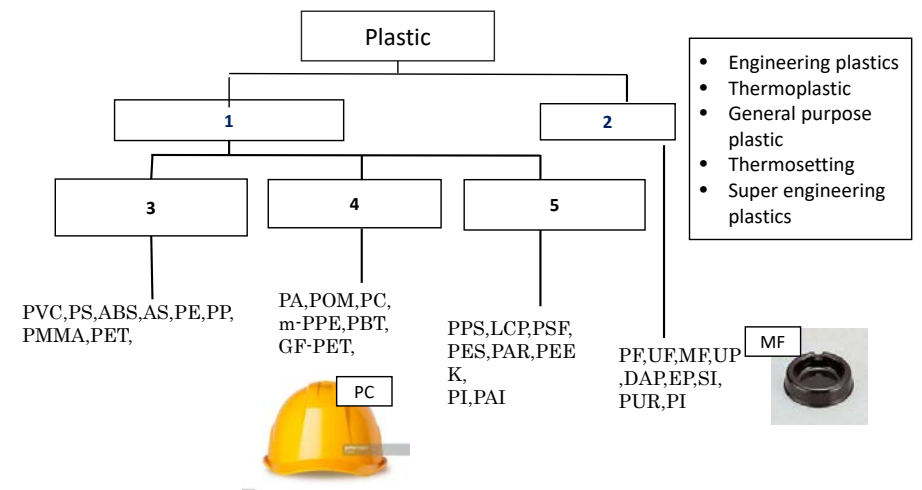 Plastic
1
2
3
4
5
• Engineering plastics
• Thermoplastic
• General purpose
plastic
• Thermosetting
• Super engineering
plastics
PVC,PS,ABS,AS,PE,PP,
PMMA,PET,
PA,POM,PC,
m-PPE,PBT,
GF-PET,
PPS,LCP,PSF,
PES,PAR,PEE
K,
PI,PAI
PF,UF,MF,UP
,DAP,EP,SI,
PUR,PI
MF
PC